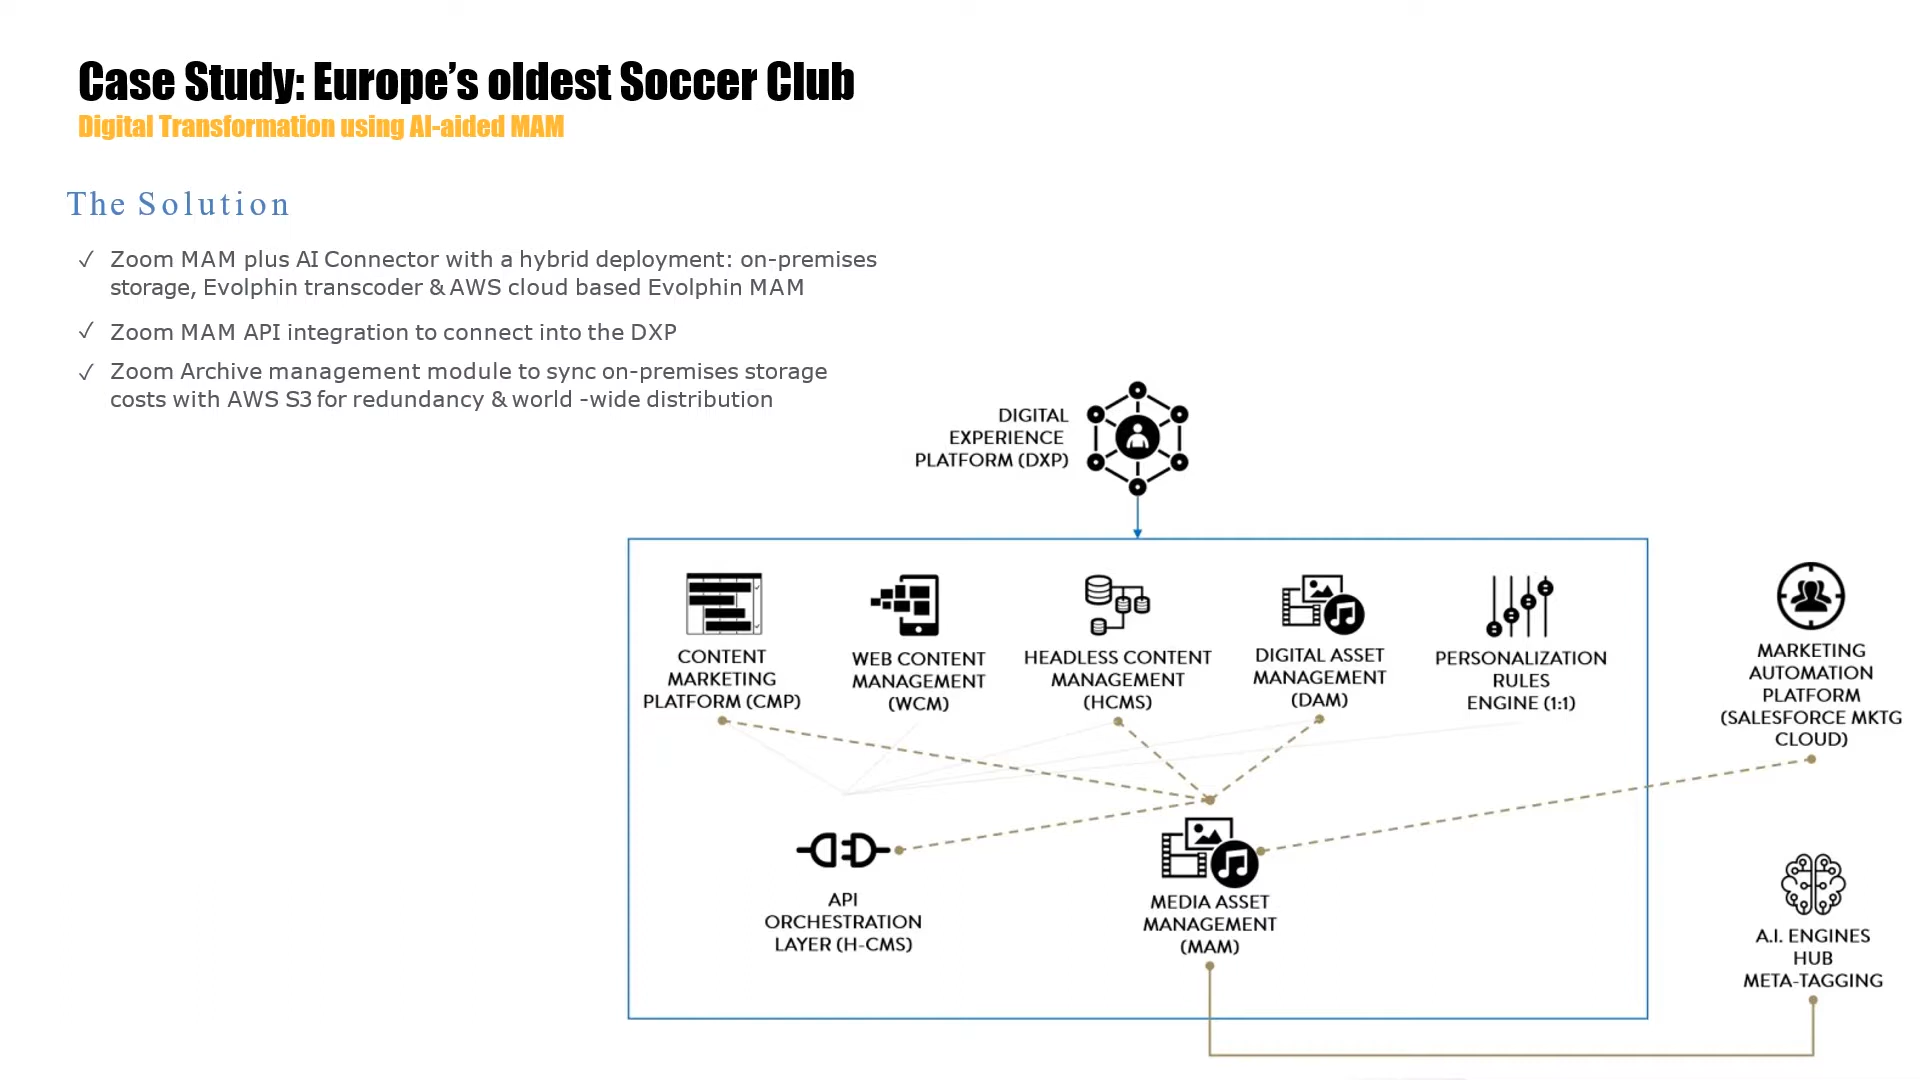 Case Study: Europe's oldest Soccer Club
Digital Transformation using AI-aided MAM
The Solution
✓ Zoom MAM plus AI Connector with a hybrid deployment: on-premises
storage, Evolphin transcoder & AWS cloud based Evolphin MAM
✓ Zoom MAM API integration to connect into the DXP
✓ Zoom Archive management module to sync on-premises storage
costs with AWS S3 for redundancy & world -wide distribution
DIGITAL
EXPERIENCE
PLATFORM (DXP)
CONTENT
MARKETING
PLATFORM (CMP)
WEB CONTENT
MANAGEMENT
(WCM)
HEADLESS CONTENT
MANAGEMENT
(HCMS)
DIGITAL ASSET
MANAGEMENT
(DAM)
PERSONALIZATION
RULES
ENGINE (1:1)
MARKETING
AUTOMATION
PLATFORM
(SALESFORCE MKTG
CLOUD)
API
ORCHESTRATION
LAYER (H-CMS)
MEDIA ASSET
MANAGEMENT
(MAM)
A.I. ENGINES
HUB
META-TAGGING